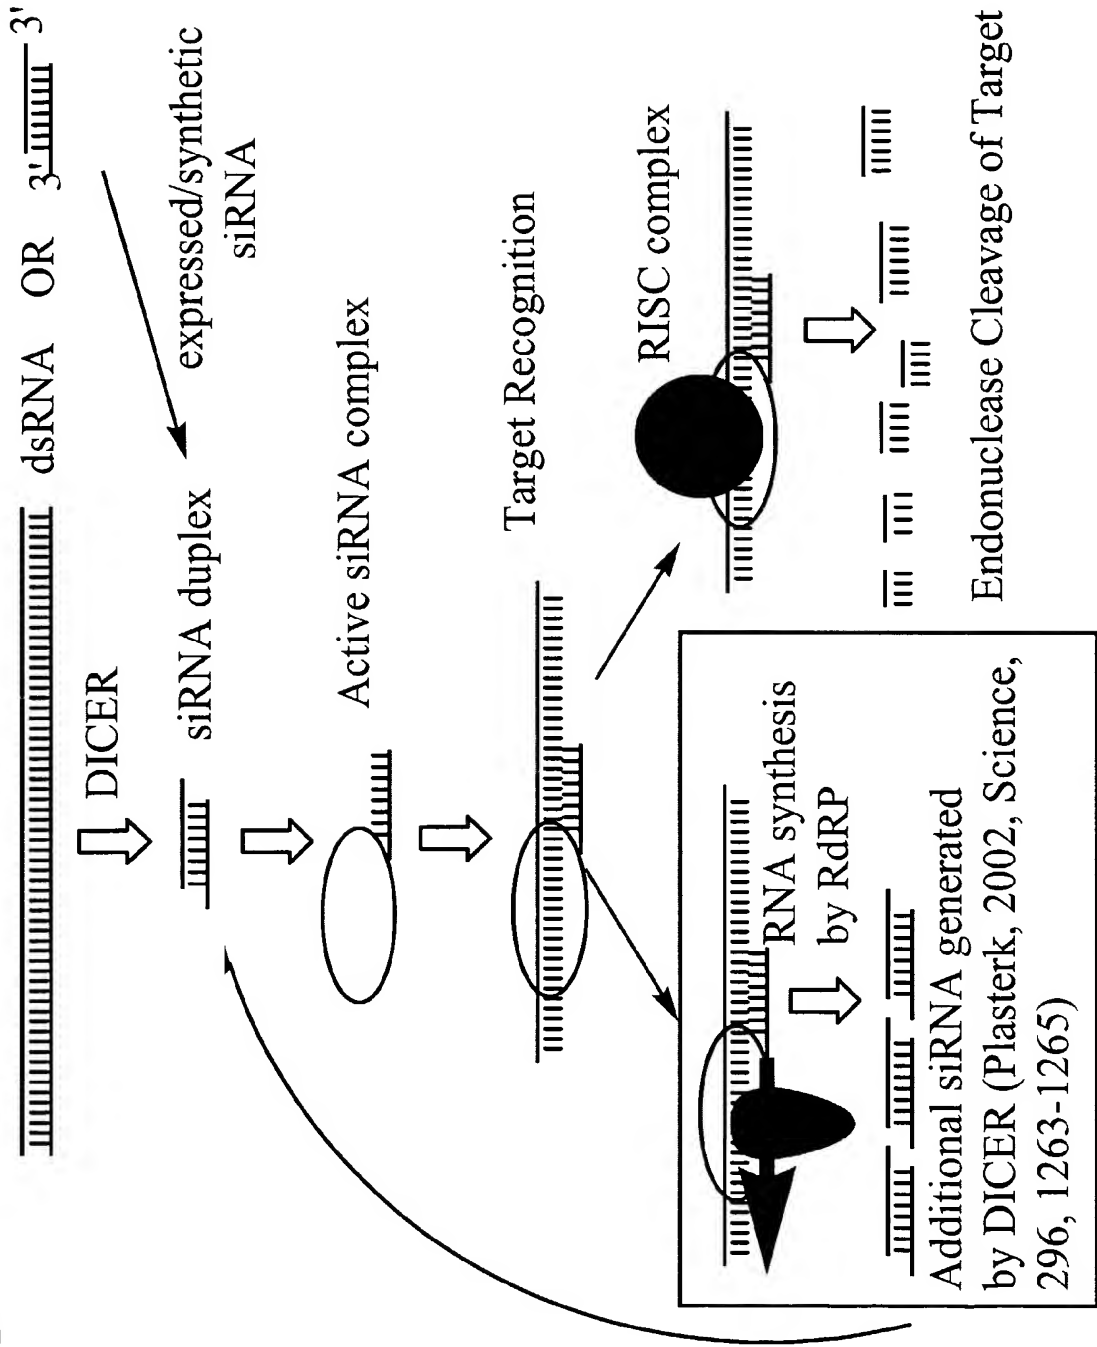 dsRNA OR 3' 3'
DICER
siRNA duplex
expressed/synthetic
siRNA
Active siRNA complex
Target Recognition
RISC complex
RNA synthesis
by RdRP
Additional siRNA generated
by DICER (Plasterk, 2002, Science,
296, 1263-1265)
Endonuclease Cleavage of Target